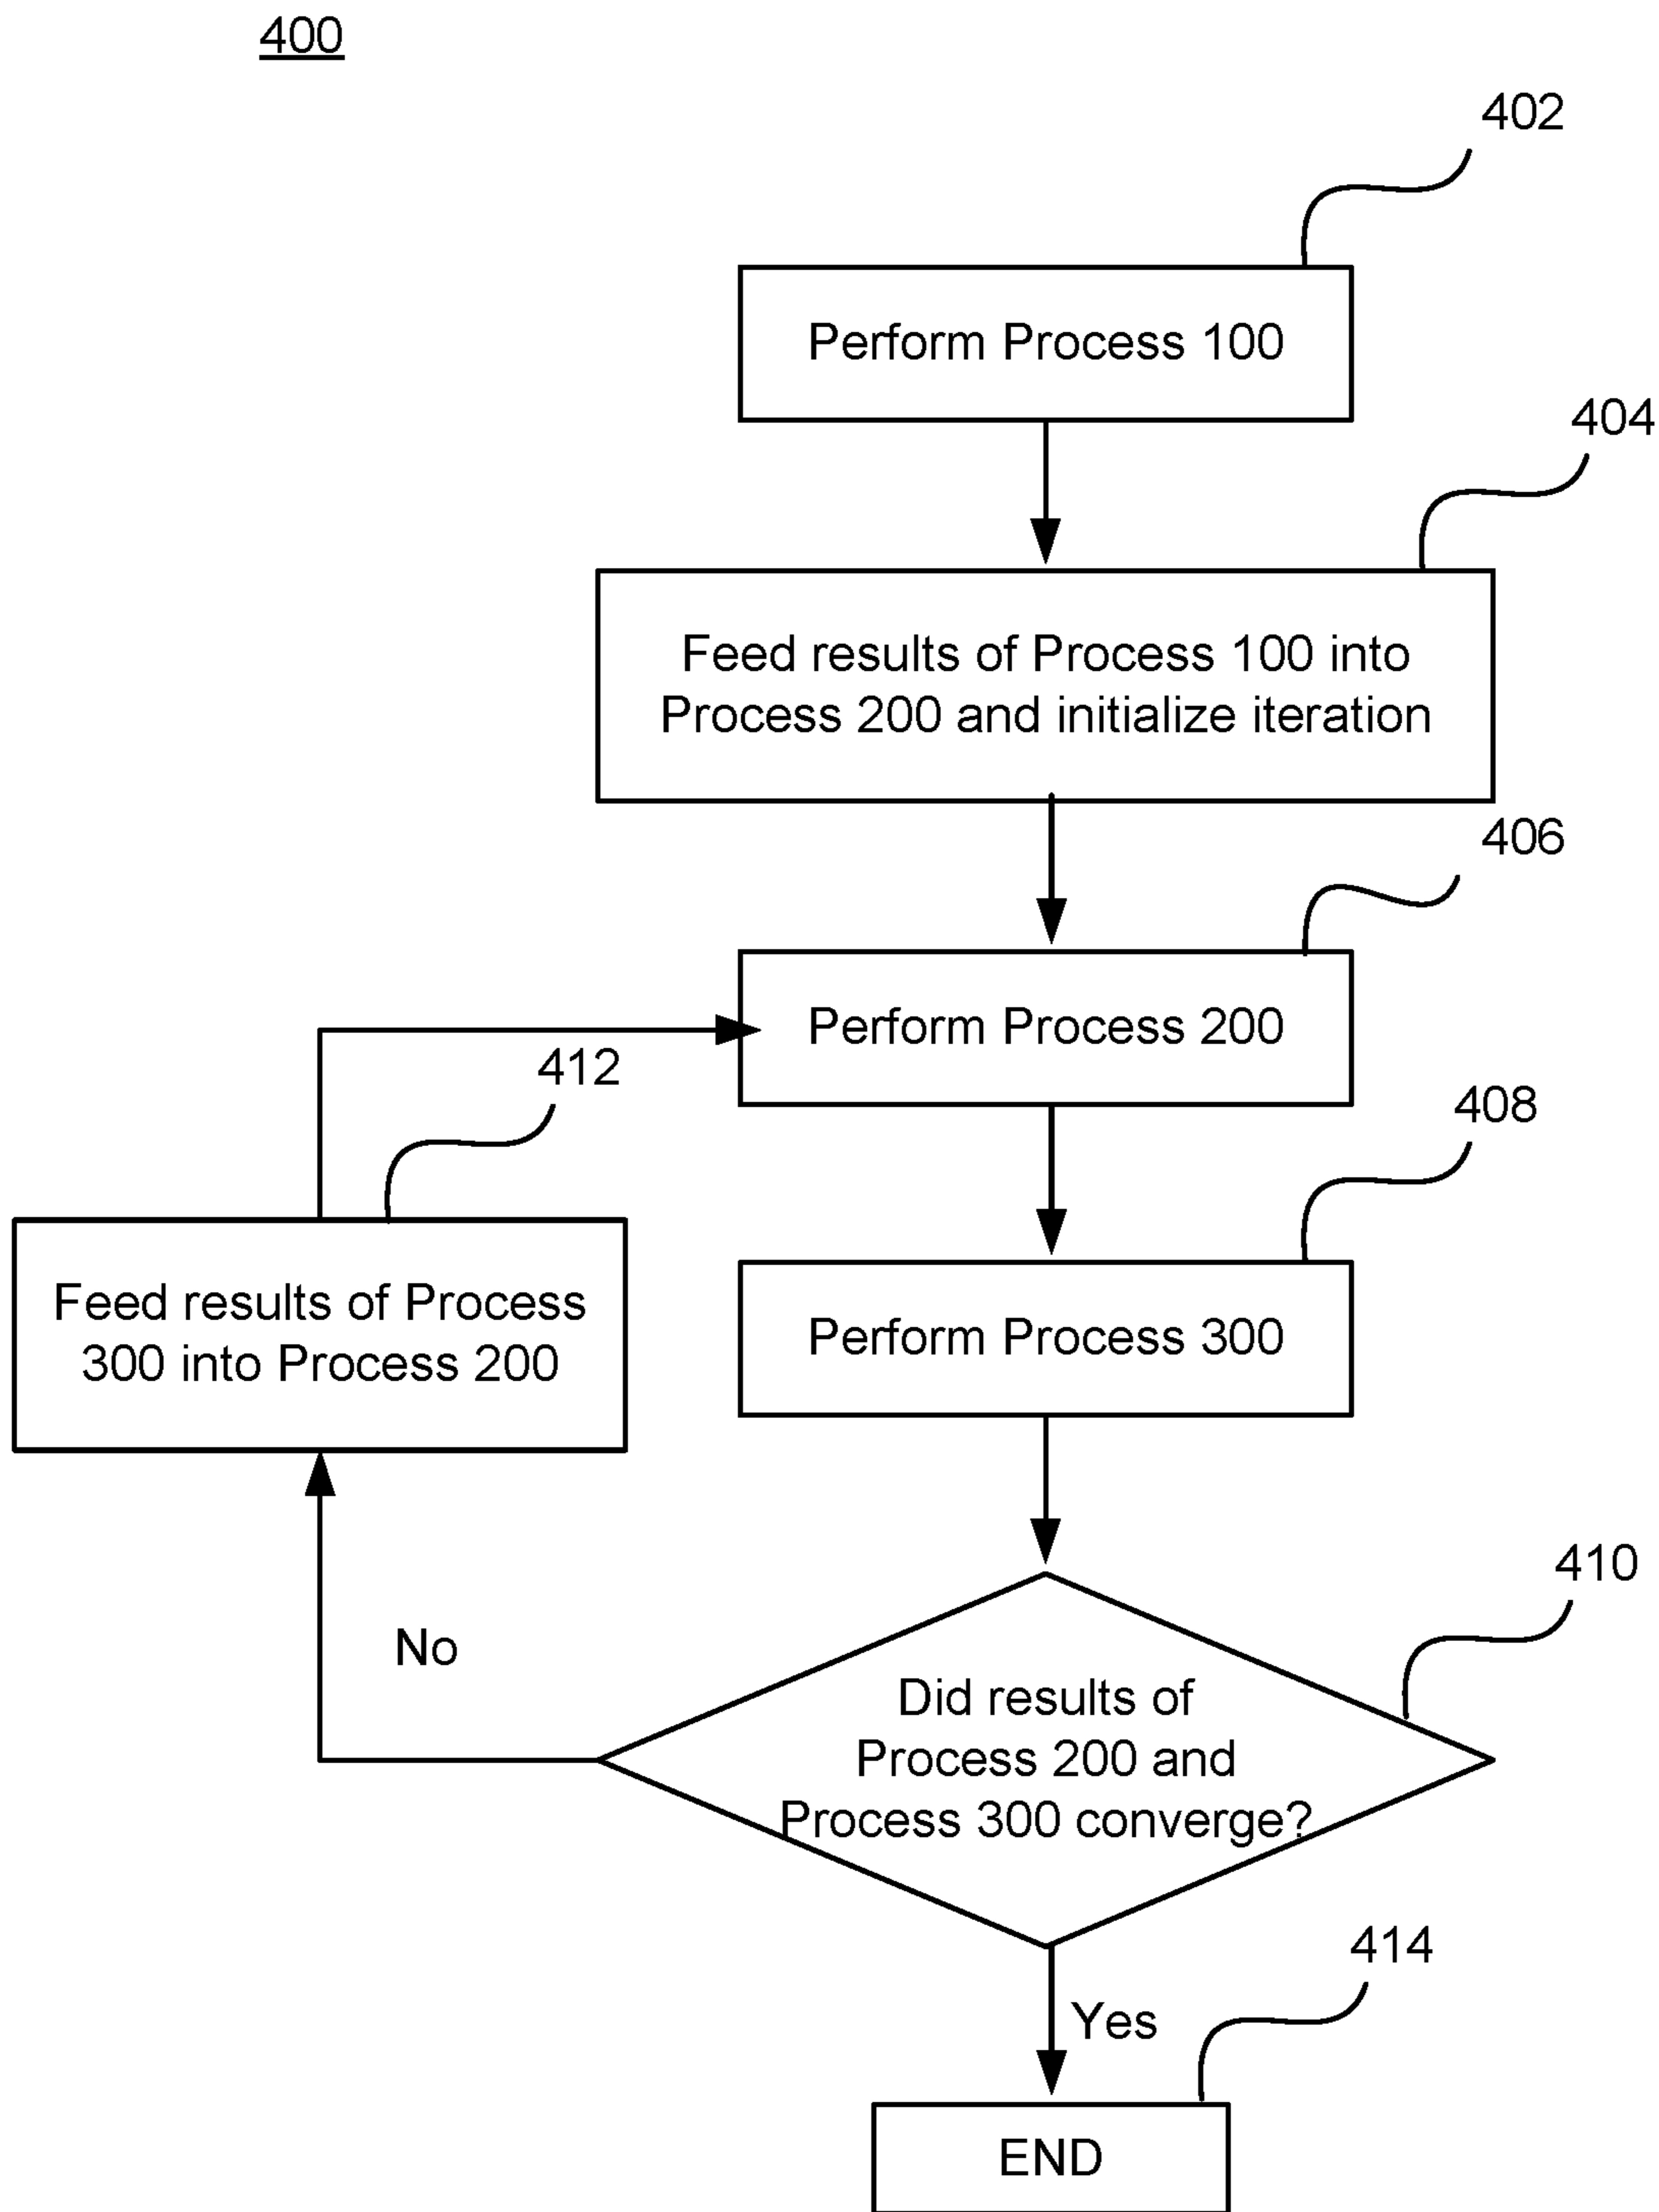 400
402
Perform Process 100
404
Feed results of Process 100 into
Process 200 and initialize iteration
406
Perform Process 200
412
408
Feed results of Process
300 into Process 200
Perform Process 300
410
No
Did results of
Process 200 and
Process 300 converge?
414
Yes
END